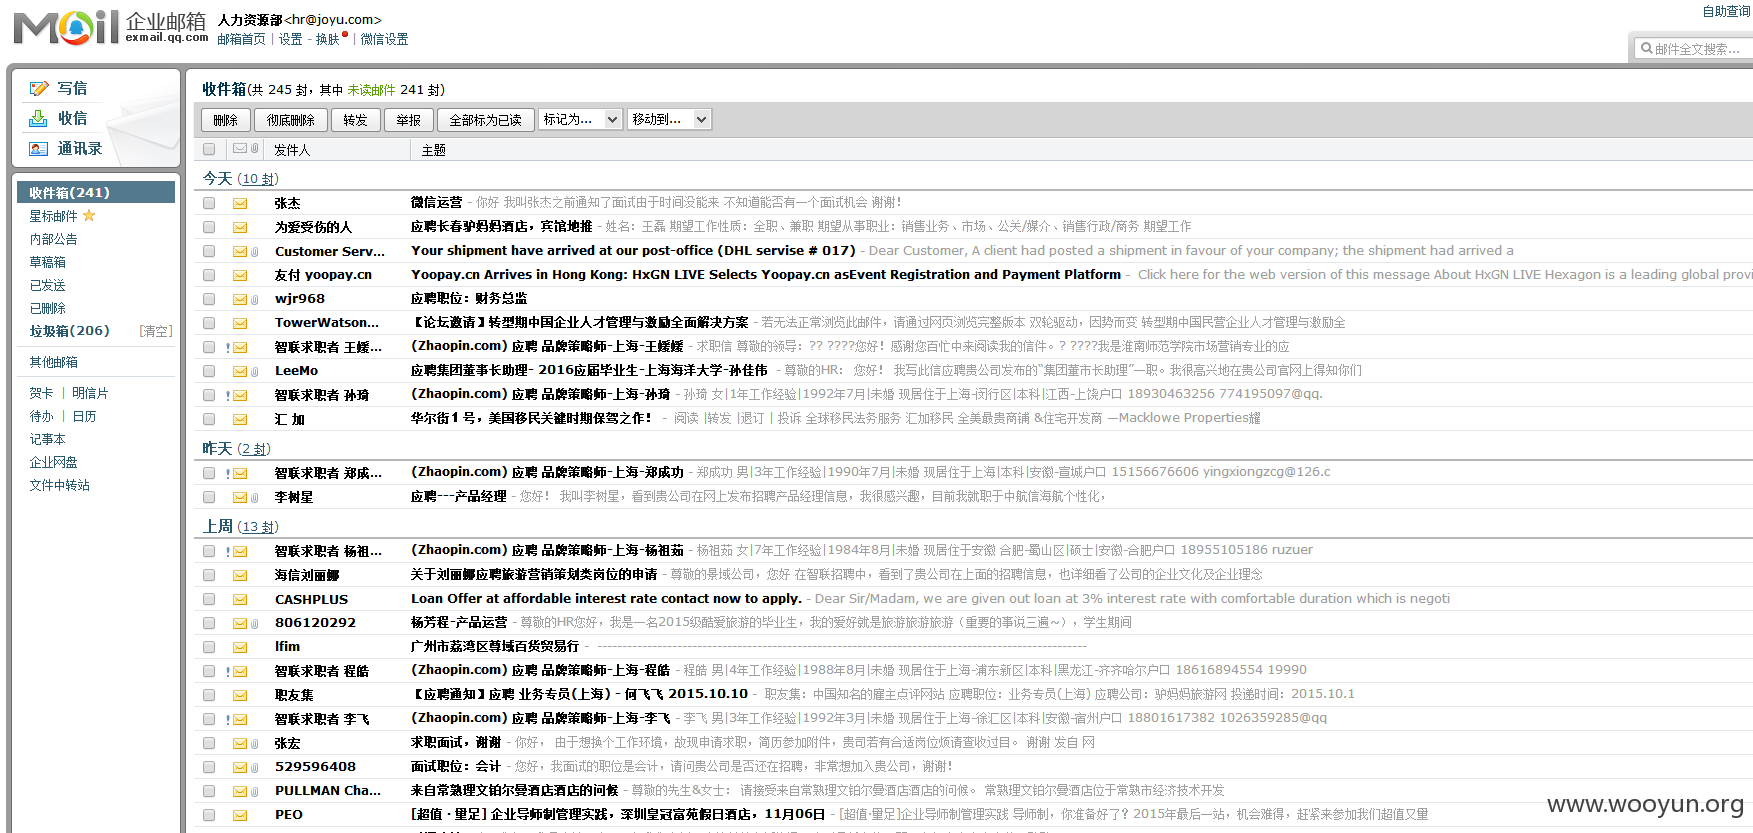 Mail 企业邮箱 exmail.qq.com
人力资源部<hr@joyu.com>
邮箱首页 | 设置 - 换肤 | 微信设置
自助查询
邮件全文搜索...
写信
收信
通讯录
收件箱(241)
星标邮件
内部公告
草稿箱
已发送
已删除
垃圾箱(206) [清空]
其他邮箱
贺卡 | 明信片
待办 | 日历
记事本
企业网盘
文件中转站
收件箱(共 245 封，其中 未读邮件 241 封)
删除 彻底删除 转发 举报 全部标为已读 标记为... 移动到...
发件人 主题
今天 (10 封)
张杰 微信运营 - 你好 我叫张杰之前通知了面试由于时间没能来 不知道能否有一个面试机会 谢谢！
为爱受伤的人 应聘长春驴妈妈酒店，宾馆地推 - 姓名：王磊 期望工作性质：全职、兼职 期望从事职业：销售业务、市场、公关/媒介、销售行政/商务 期望工作
Customer Serv... Your shipment have arrived at our post-office (DHL servise # 017) - Dear Customer, A client had posted a shipment in favour of your company; the shipment had arrived a
友付 yoopay.cn Yoopay.cn Arrives in Hong Kong: HxGN LIVE Selects Yoopay.cn asEvent Registration and Payment Platform - Click here for the web version of this message About HxGN LIVE Hexagon is a leading global provi
wjr968 应聘职位：财务总监
TowerWatson... 【论坛邀请】转型期中国企业人才管理与激励全面解决方案 - 若无法正常浏览此邮件，请通过网页浏览完整版本 双轮驱动，因势而变 转型期中国民营企业人才管理与激励全
! 智联求职者 王媛... (Zhaopin.com) 应聘 品牌策略师-上海-王媛媛 - 求职信 尊敬的领导：?? ????您好！感谢您百忙中来阅读我的信件。? ????我是淮南师范学院市场营销专业的应
LeeMo 应聘集团董事长助理- 2016应届毕业生-上海海洋大学-孙佳伟 - 尊敬的HR： 您好！ 我写此信应聘贵公司发布的“集团董市长助理”一职。我很高兴地在贵公司官网上得知你们
! 智联求职者 孙琦 (Zhaopin.com) 应聘 品牌策略师-上海-孙琦 - 孙琦 女|1年工作经验|1992年7月|未婚 现居住于上海-闵行区|本科|江西-上饶户口 18930463256 774195097@qq.
汇 加 华尔街1号，美国移民关键时期保驾之作！ - 阅读 |转发 |退订 | 投诉 全球移民法务服务 汇加移民 全美最贵商铺 &住宅开发商 —Macklowe Properties耀
昨天 (2 封)
! 智联求职者 郑成... (Zhaopin.com) 应聘 品牌策略师-上海-郑成功 - 郑成功 男|3年工作经验|1990年7月|未婚 现居住于上海|本科|安徽-宣城户口 15156676606 yingxiongzcg@126.c
李树星 应聘---产品经理 - 您好！ 我叫李树星，看到贵公司在网上发布招聘产品经理信息，我很感兴趣，目前我就职于中航信海航个性化，
上周 (13 封)
! 智联求职者 杨祖... (Zhaopin.com) 应聘 品牌策略师-上海-杨祖茹 - 杨祖茹 女|7年工作经验|1984年8月|未婚 现居住于安徽 合肥-蜀山区|硕士|安徽-合肥户口 18955105186 ruzuer
海信刘丽娜 关于刘丽娜应聘旅游营销策划类岗位的申请 - 尊敬的景域公司，您好 在智联招聘中，看到了贵公司在上面的招聘信息，也详细看了公司的企业文化及企业理念
CASHPLUS Loan Offer at affordable interest rate contact now to apply. - Dear Sir/Madam, we are given out loan at 3% interest rate with comfortable duration which is negoti
806120292 杨芳程-产品运营 - 尊敬的HR您好，我是一名2015级酷爱旅游的毕业生，我的爱好就是旅游旅游旅游（重要的事说三遍~），学生期间
lfim 广州市荔湾区尊域百货贸易行 - --------------------------------------------------------------------------------
! 智联求职者 程皓 (Zhaopin.com) 应聘 品牌策略师-上海-程皓 - 程皓 男|4年工作经验|1988年8月|未婚 现居住于上海-浦东新区|本科|黑龙江-齐齐哈尔户口 18616894554 19990
职友集 【应聘通知】应聘 业务专员(上海) - 何飞飞 2015.10.10 - 职友集：中国知名的雇主点评网站 应聘职位：业务专员(上海) 应聘公司：驴妈妈旅游网 投递时间：2015.10.1
! 智联求职者 李飞 (Zhaopin.com) 应聘 品牌策略师-上海-李飞 - 李飞 男|3年工作经验|1992年3月|未婚 现居住于上海-徐汇区|本科|安徽-宿州户口 18801617382 1026359285@qq
张宏 求职面试，谢谢 - 你好， 由于想换个工作环境，故现申请求职，简历参加附件，贵司若有合适岗位烦请查收过目。 谢谢 发自 网
529596408 面试职位：会计 - 您好，我面试的职位是会计，请问贵公司是否还在招聘，非常想加入贵公司，谢谢！
PULLMAN Cha... 来自常熟理文铂尔曼酒店酒店的问候 - 尊敬的先生&女士： 请接受来自常熟理文铂尔曼酒店酒店的问候。 常熟理文铂尔曼酒店位于常熟市经济技术开发
PEO [超值·量足] 企业导师制管理实践，深圳皇冠富苑假日酒店，11月06日 - [超值·量足]企业导师制管理实践 导师制，你准备好了？2015年最后一站，机会难得，赶紧来参加我们超值又量
www.wooyun.org